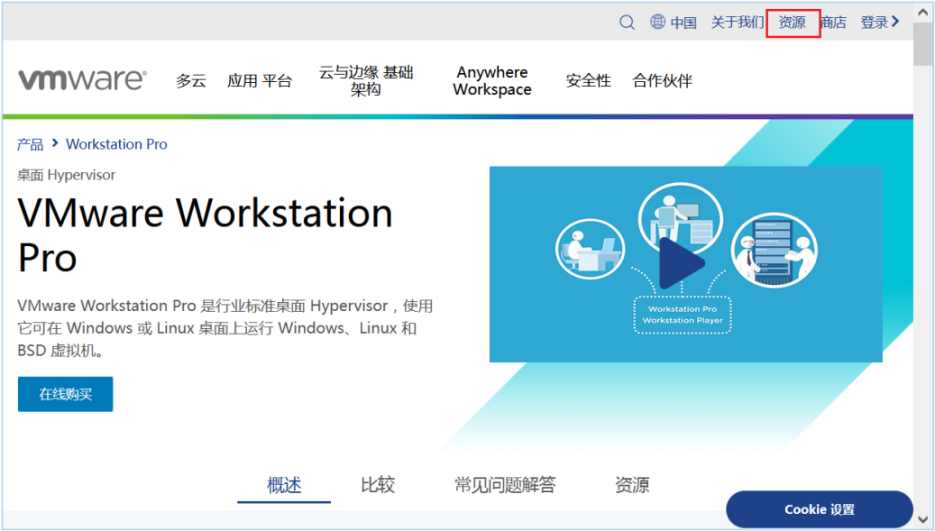 中国 关于我们 资源 商店 登录
vmware 多云 应用 平台 云与边缘 基础架构 Anywhere Workspace 安全性 合作伙伴
产品 > Workstation Pro
桌面 Hypervisor
VMware Workstation
Pro
VMware Workstation Pro 是行业标准桌面 Hypervisor，使用
它可在 Windows 或 Linux 桌面上运行 Windows、Linux 和
BSD 虚拟机。
在线购买
Workstation Pro
Workstation Player
概述 比较 常见问题解答 资源
Cookie 设置